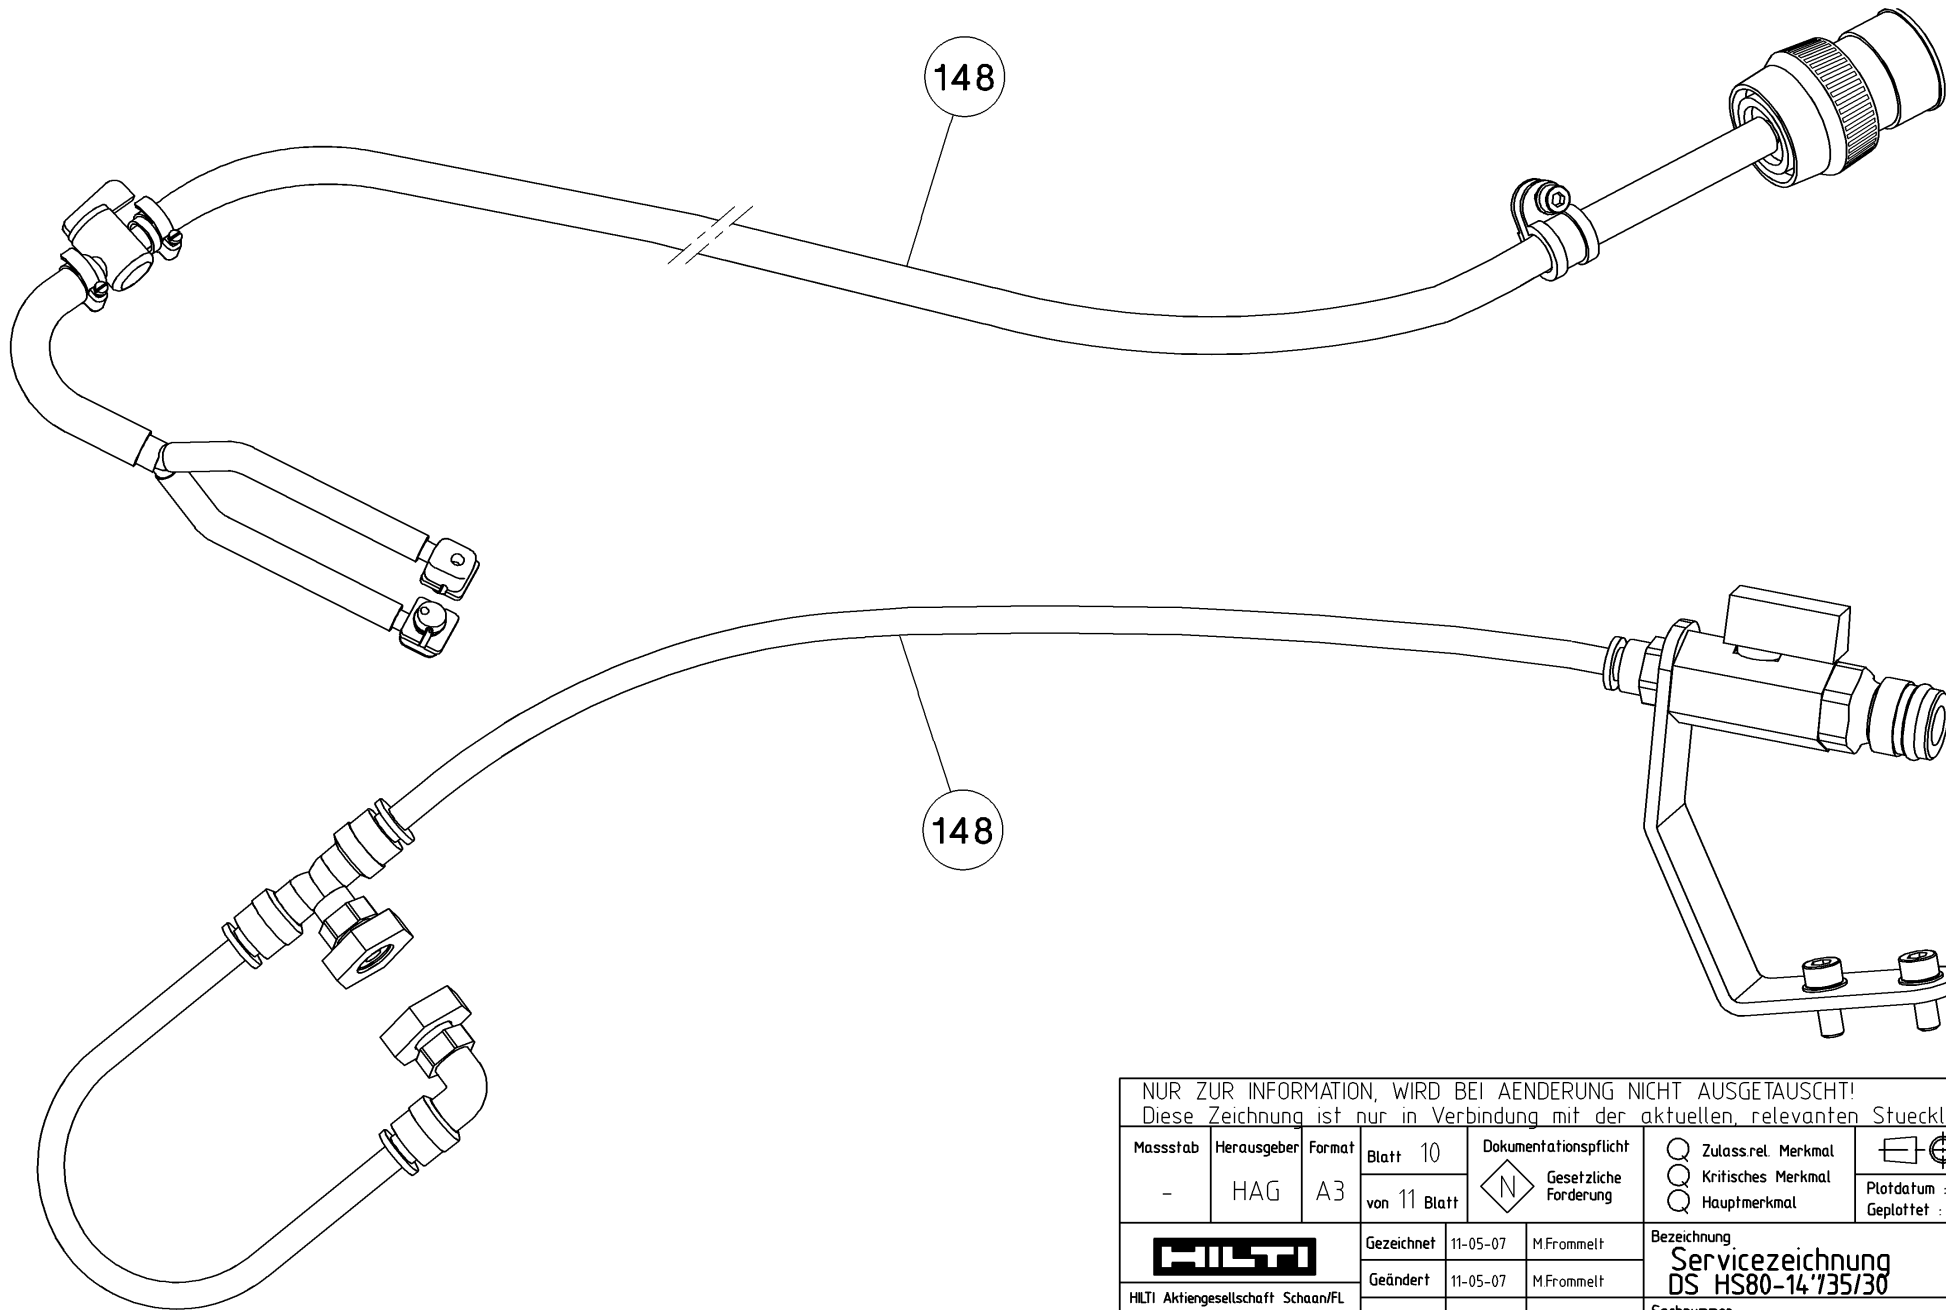 148
148
NUR ZUR INFORMATION, WIRD BEI AENDERUNG NICHT AUSGETAUSCHT!
Diese Zeichnung ist nur in Verbindung mit der aktuellen, relevanten Stueckl
Massstab
-
Herausgeber
HAG
Format
A3
Blatt 10
von 11 Blatt
Dokumentationspflicht
N
Gesetzliche
Forderung
Zulass.rel. Merkmal
Kritisches Merkmal
Hauptmerkmal
Plotdatum :
Geplottet :
HILTI
HILTI Aktiengesellschaft Schaan/FL
Gezeichnet 11-05-07 M.Frommelt
Geändert 11-05-07 M.Frommelt
Bezeichnung
Servicezeichnung
DS HS80-14"/35/30